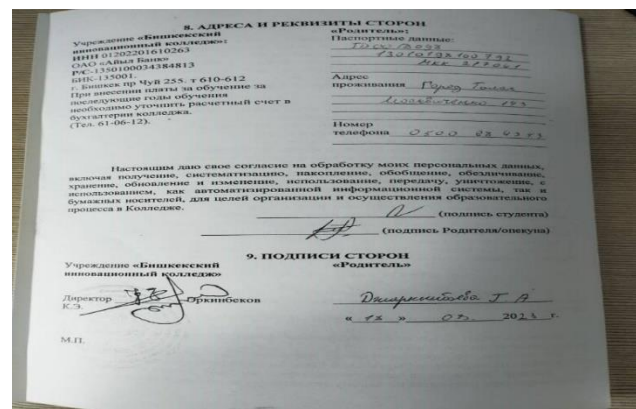 8. АДРЕСА И РЕКВИЗИТЫ СТОРОН
Учреждение «Бишкекский
инновационный колледж»:
ИНН 01202201610263
ОАО «Айыл Банк»
Р/С-1350100034384813
БИК-135001.
г. Бишкек пр Чуй 255. т 610-612
При внесении платы за обучение за
последующие годы обучения
необходимо уточнить расчетный счет в
бухгалтерии колледжа.
(Тел. 61-06-12).
«Родитель»:
Паспортные данные:
Адрес
проживания Город Токмок
Номер
телефона
Настоящим даю свое согласие на обработку моих персональных данных,
включая получение, систематизацию, накопление, обобщение, обезличивание,
хранение, обновление и изменение, использование, передачу, уничтожение, с
использованием, как автоматизированной информационной системы, так и
бумажных носителей, для целей организации и осуществления образовательного
процесса в Колледже.
(подпись студента)
(подпись Родителя/опекуна)
9. ПОДПИСИ СТОРОН
Учреждение «Бишкекский
инновационный колледж»
«Родитель»
Директор Эркинбеков
К.Э.
Т А
« 12 » 07 2023 г.
М.П.